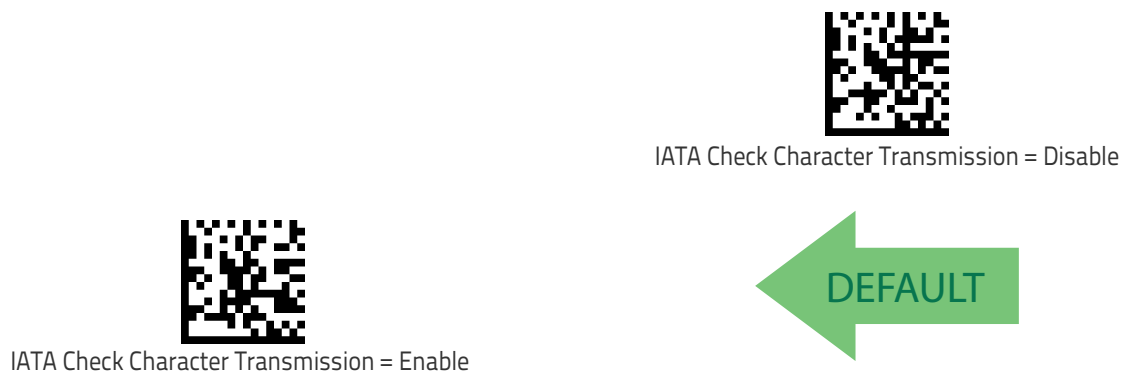 IATA Check Character Transmission = Disable
DEFAULT
IATA Check Character Transmission = Enable